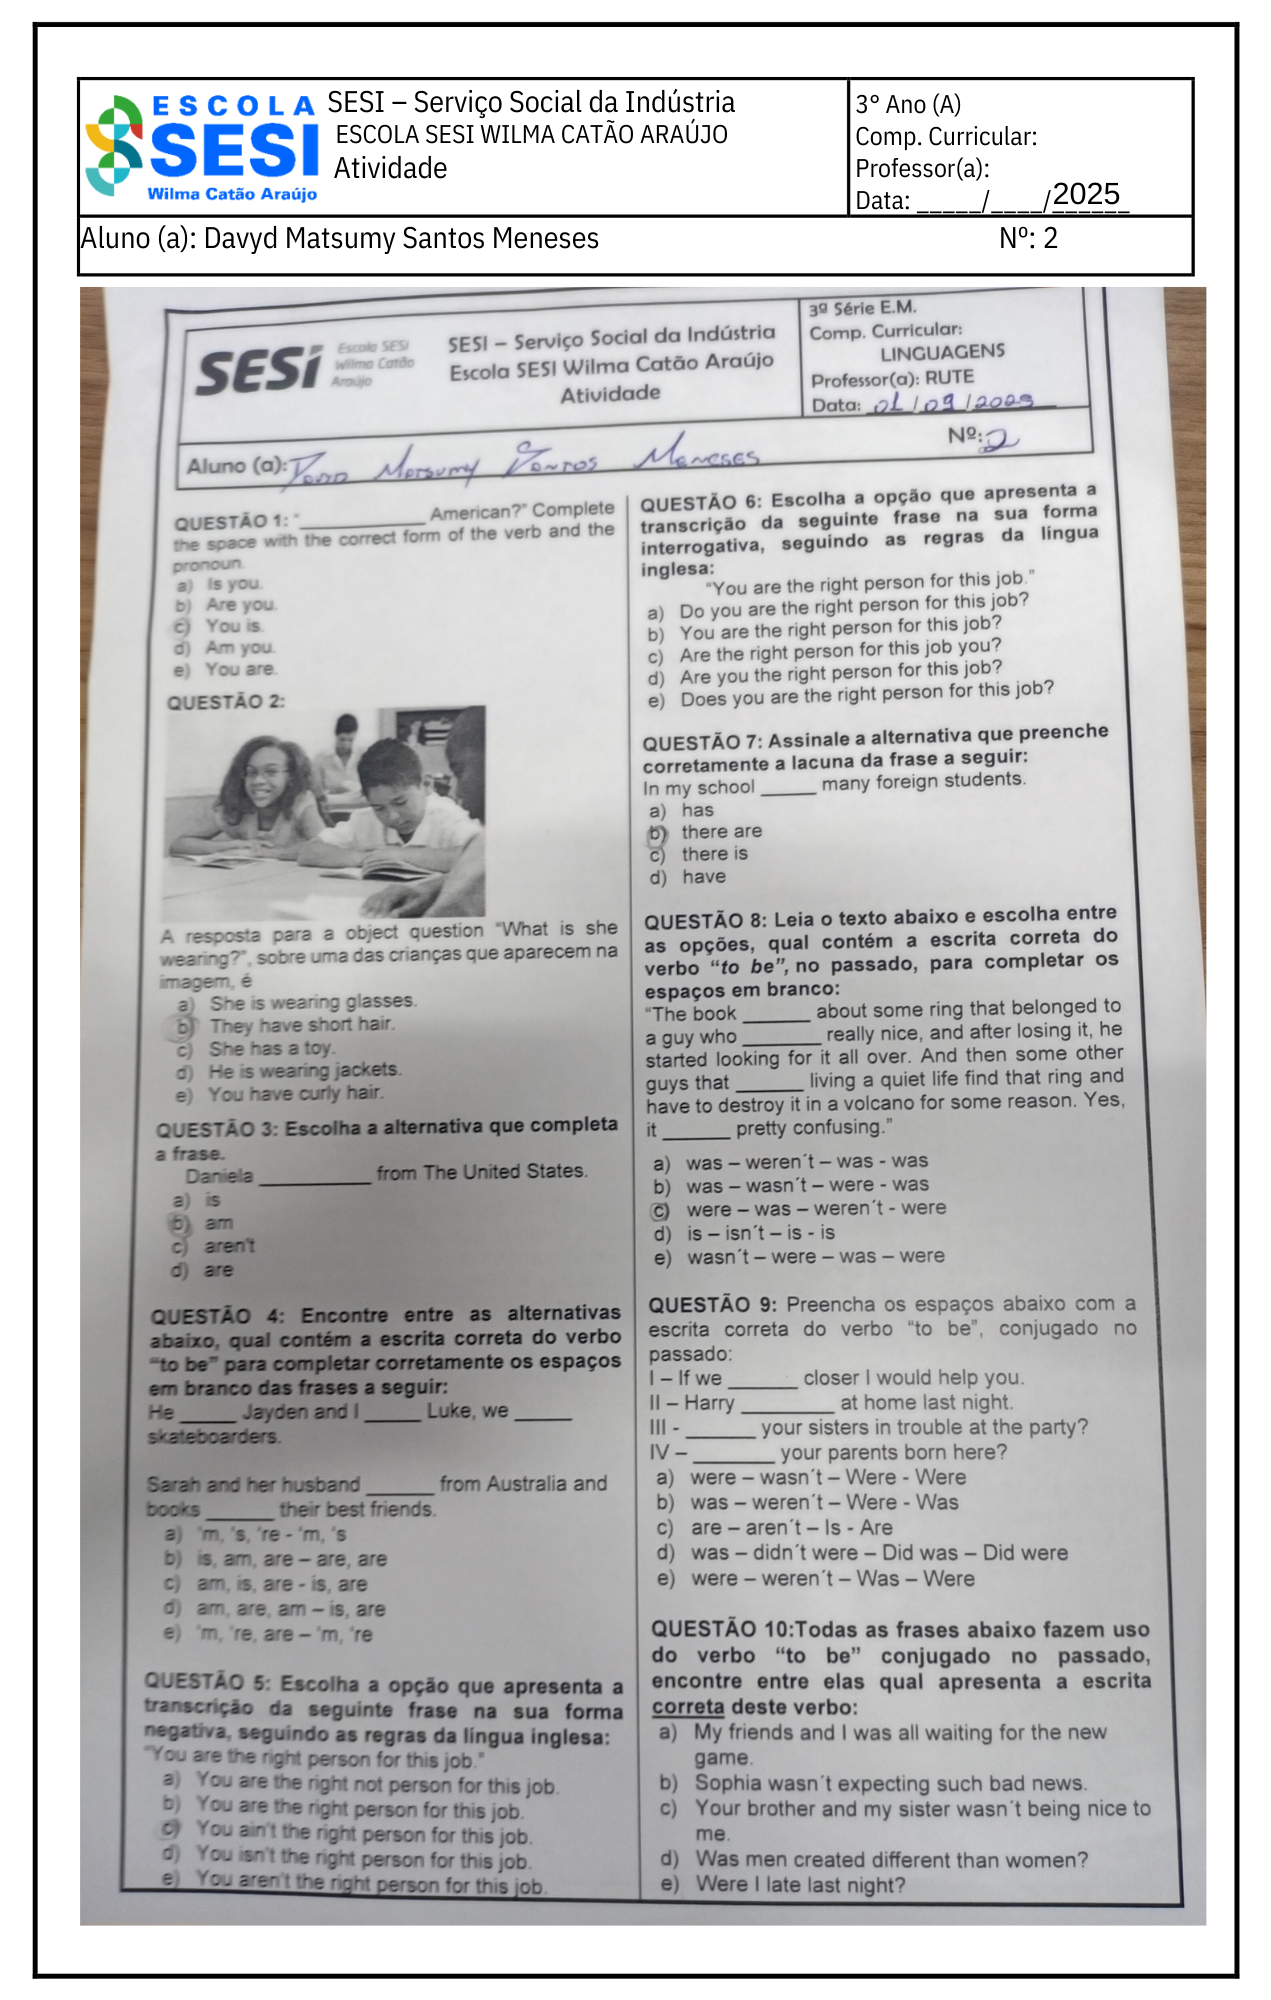 ESCOLA
SESI
Wilma Catão Araújo
SESI – Serviço Social da Indústria
ESCOLA SESI WILMA CATÃO ARAÚJO
Atividade
3° Ano (A)
Comp. Curricular:
Professor(a):
Data: _____/____/2025
Aluno (a): Davyd Matsumy Santos Meneses Nº: 2
SESI
Escola SESI
Wilma Catão
Araújo
SESI – Serviço Social da Indústria
Escola SESI Wilma Catão Araújo
Atividade
3ª Série E.M.
Comp. Curricular:
LINGUAGENS
Professor(a): RUTE
Data: 01/09/2025
Aluno (a): Matsumy Santos Meneses Nº: 2
QUESTÃO 1: "____________ American?" Complete
the space with the correct form of the verb and the
pronoun.
a) Is you.
b) Are you.
c) You is.
d) Am you.
e) You are.
QUESTÃO 2:
A resposta para a object question "What is she
wearing?", sobre uma das crianças que aparecem na
imagem, é
a) She is wearing glasses.
b) They have short hair.
c) She has a toy.
d) He is wearing jackets.
e) You have curly hair.
QUESTÃO 3: Escolha a alternativa que completa
a frase.
Daniela __________ from The United States.
a) is
b) am
c) aren't
d) are
QUESTÃO 4: Encontre entre as alternativas
abaixo, qual contém a escrita correta do verbo
"to be" para completar corretamente os espaços
em branco das frases a seguir:
He _____ Jayden and I _____ Luke, we _____
skateboarders.
Sarah and her husband ______ from Australia and
books ______ their best friends.
a) 'm, 's, 're - 'm, 's
b) is, am, are – are, are
c) am, is, are - is, are
d) am, are, am – is, are
e) 'm, 're, are – 'm, 're
QUESTÃO 5: Escolha a opção que apresenta a
transcrição da seguinte frase na sua forma
negativa, seguindo as regras da língua inglesa:
"You are the right person for this job."
a) You are the right not person for this job.
b) You are the right person for this job.
c) You ain't the right person for this job.
d) You isn't the right person for this job.
e) You aren't the right person for this job.
QUESTÃO 6: Escolha a opção que apresenta a
transcrição da seguinte frase na sua forma
interrogativa, seguindo as regras da língua
inglesa:
"You are the right person for this job."
a) Do you are the right person for this job?
b) You are the right person for this job?
c) Are the right person for this job you?
d) Are you the right person for this job?
e) Does you are the right person for this job?
QUESTÃO 7: Assinale a alternativa que preenche
corretamente a lacuna da frase a seguir:
In my school _____ many foreign students.
a) has
b) there are
c) there is
d) have
QUESTÃO 8: Leia o texto abaixo e escolha entre
as opções, qual contém a escrita correta do
verbo "to be", no passado, para completar os
espaços em branco:
"The book ______ about some ring that belonged to
a guy who _______ really nice, and after losing it, he
started looking for it all over. And then some other
guys that ______ living a quiet life find that ring and
have to destroy it in a volcano for some reason. Yes,
it ______ pretty confusing."
a) was – weren´t – was - was
b) was – wasn´t – were - was
c) were – was – weren´t - were
d) is – isn´t – is - is
e) wasn´t – were – was – were
QUESTÃO 9: Preencha os espaços abaixo com a
escrita correta do verbo "to be", conjugado no
passado:
I – If we ______ closer I would help you.
II – Harry ________ at home last night.
III - ______ your sisters in trouble at the party?
IV – _______ your parents born here?
a) were – wasn´t – Were - Were
b) was – weren´t – Were - Was
c) are – aren´t – Is - Are
d) was – didn´t were – Did was – Did were
e) were – weren´t – Was – Were
QUESTÃO 10:Todas as frases abaixo fazem uso
do verbo "to be" conjugado no passado,
encontre entre elas qual apresenta a escrita
correta deste verbo:
a) My friends and I was all waiting for the new
game.
b) Sophia wasn´t expecting such bad news.
c) Your brother and my sister wasn´t being nice to
me.
d) Was men created different than women?
e) Were I late last night?